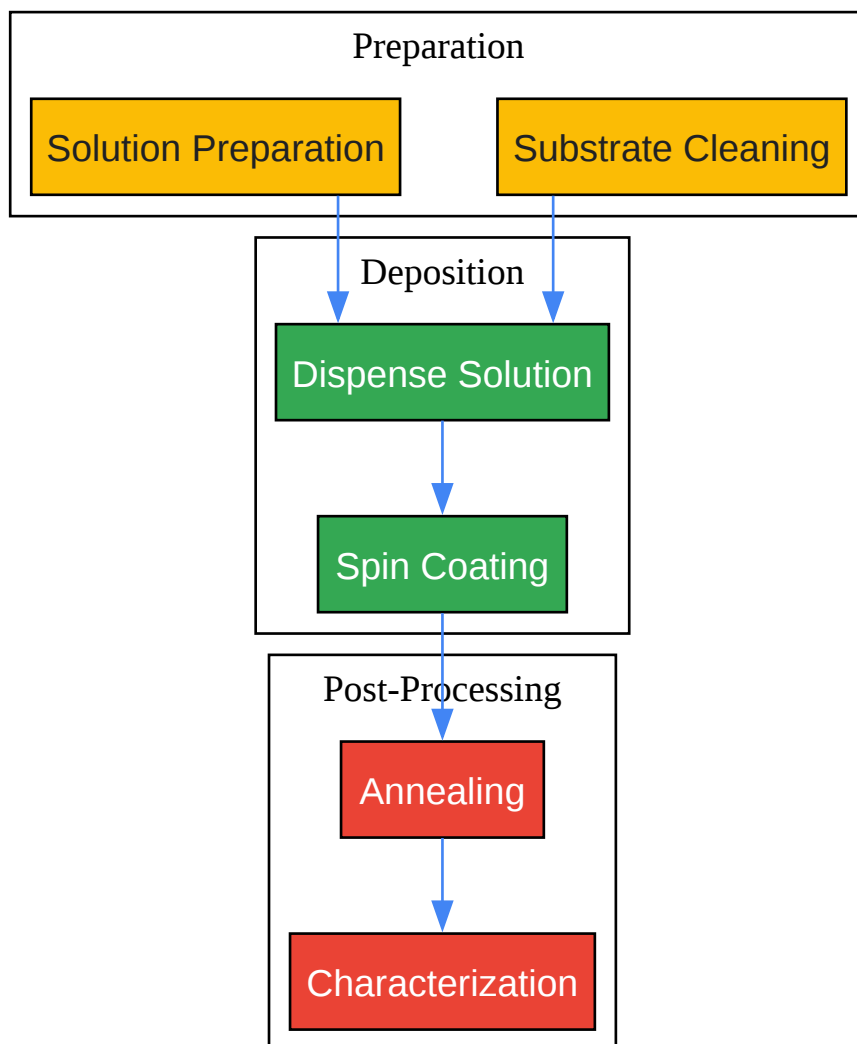 Preparation
Solution Preparation
Substrate Cleaning
Deposition
Dispense Solution
Spin Coating
Post-Processing
Annealing
Characterization